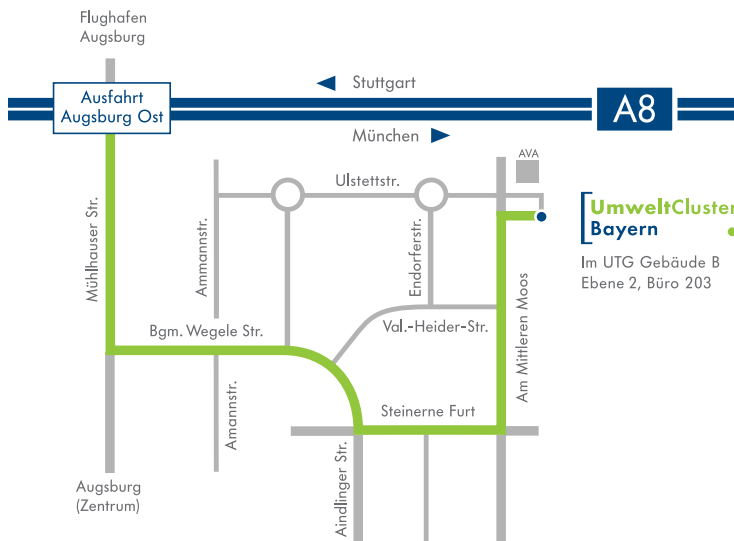 Flughafen
Augsburg
Ausfahrt
Augsburg Ost
Stuttgart
A8
München
AVA
Ulstettstr.
Mühlhauser Str.
Ammannstr.
Endorferstr.
UmweltCluster
Bayern
Im UTG Gebäude B
Ebene 2, Büro 203
Am Mittleren Moos
Bgm. Wegele Str.
Val.-Heider-Str.
Steinerne Furt
Amannstr.
Aindlinger Str.
Augsburg
(Zentrum)